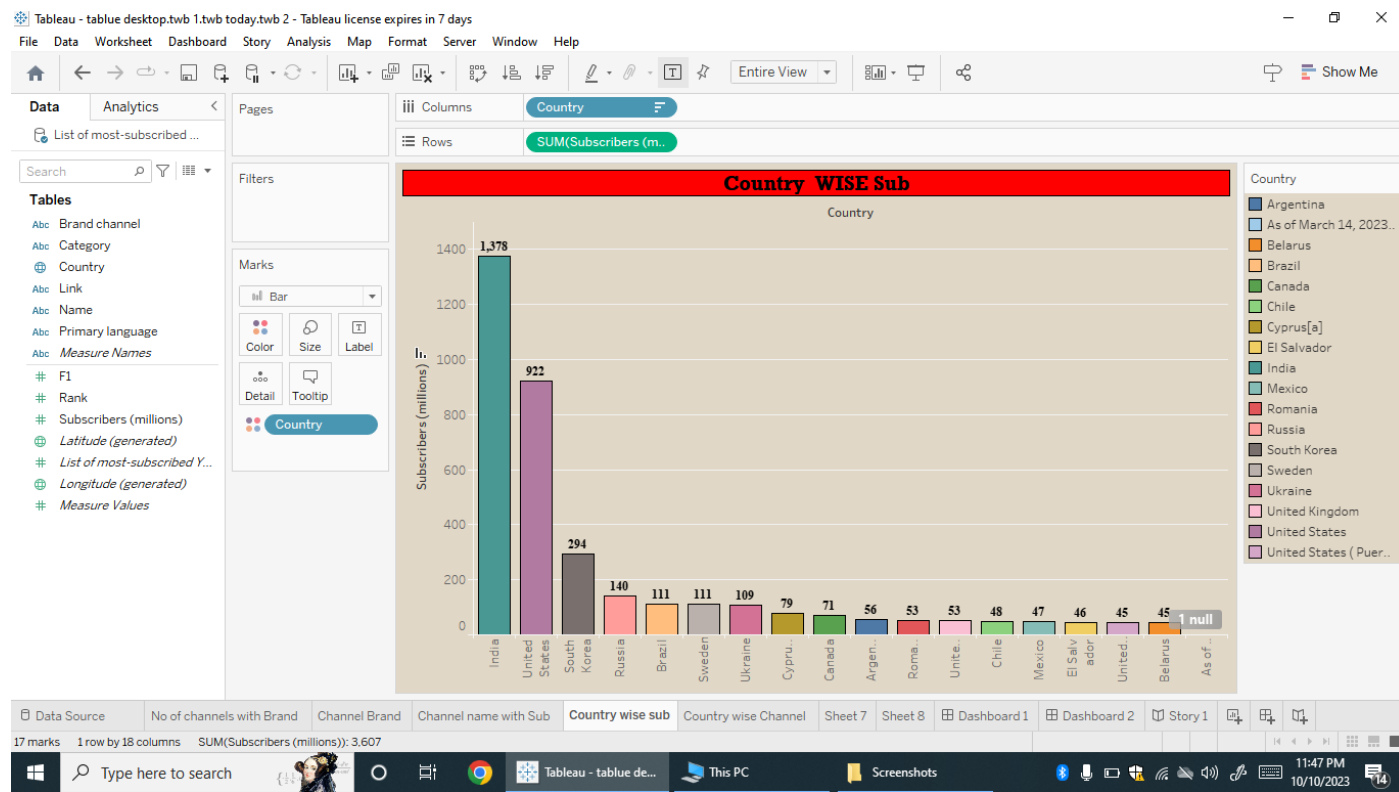 Tableau - tablue desktop.twb 1.twb today.twb 2 - Tableau license expires in 7 days
File Data Worksheet Dashboard Story Analysis Map Format Server Window Help
Entire View
Show Me
Data Analytics
List of most-subscribed ...
Search
Tables
Abc Brand channel
Abc Category
Country
Abc Link
Abc Name
Abc Primary language
Abc Measure Names
# F1
# Rank
# Subscribers (millions)
Latitude (generated)
# List of most-subscribed Y...
Longitude (generated)
# Measure Values
Pages
Filters
Marks
Bar
Color Size Label
Detail Tooltip
Country
Columns Country
Rows SUM(Subscribers (m..
Country WISE Sub
Country
Subscribers (millions)
1400
1200
1000
800
600
400
200
0
1,378
922
294
140
111
111
109
79
71
56
53
53
48
47
46
45
45
1 null
India
United States
South Korea
Russia
Brazil
Sweden
Ukraine
Cypru..
Canada
Argen..
Roma..
Unite..
Chile
Mexico
El Salv ador
United..
Belarus
As of ..
Country
Argentina
As of March 14, 2023..
Belarus
Brazil
Canada
Chile
Cyprus[a]
El Salvador
India
Mexico
Romania
Russia
South Korea
Sweden
Ukraine
United Kingdom
United States
United States ( Puer..
Data Source No of channels with Brand Channel Brand Channel name with Sub Country wise sub Country wise Channel Sheet 7 Sheet 8 Dashboard 1 Dashboard 2 Story 1
17 marks 1 row by 18 columns SUM(Subscribers (millions)): 3,607
Type here to search
Tableau - tablue de...
This PC
Screenshots
11:47 PM
10/10/2023
14